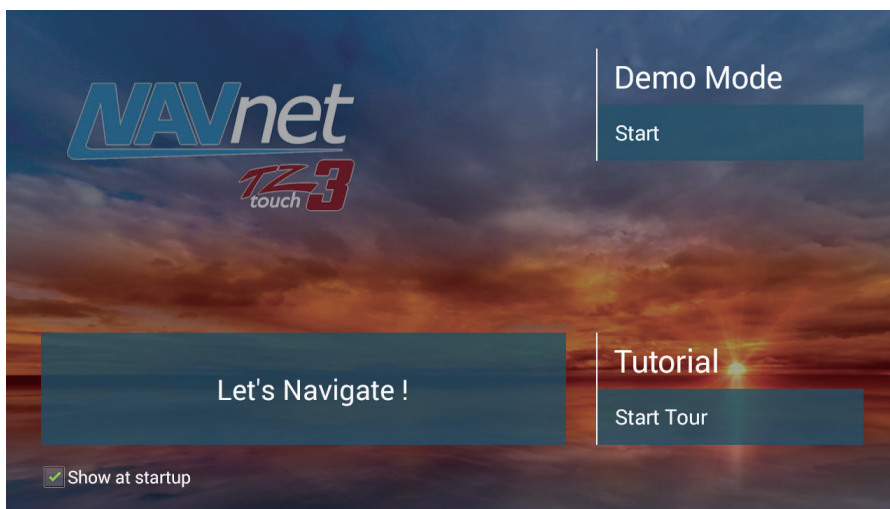 NAVnet
TZ
touch 3
Demo Mode
Start
Let's Navigate !
Tutorial
Start Tour
Show at startup